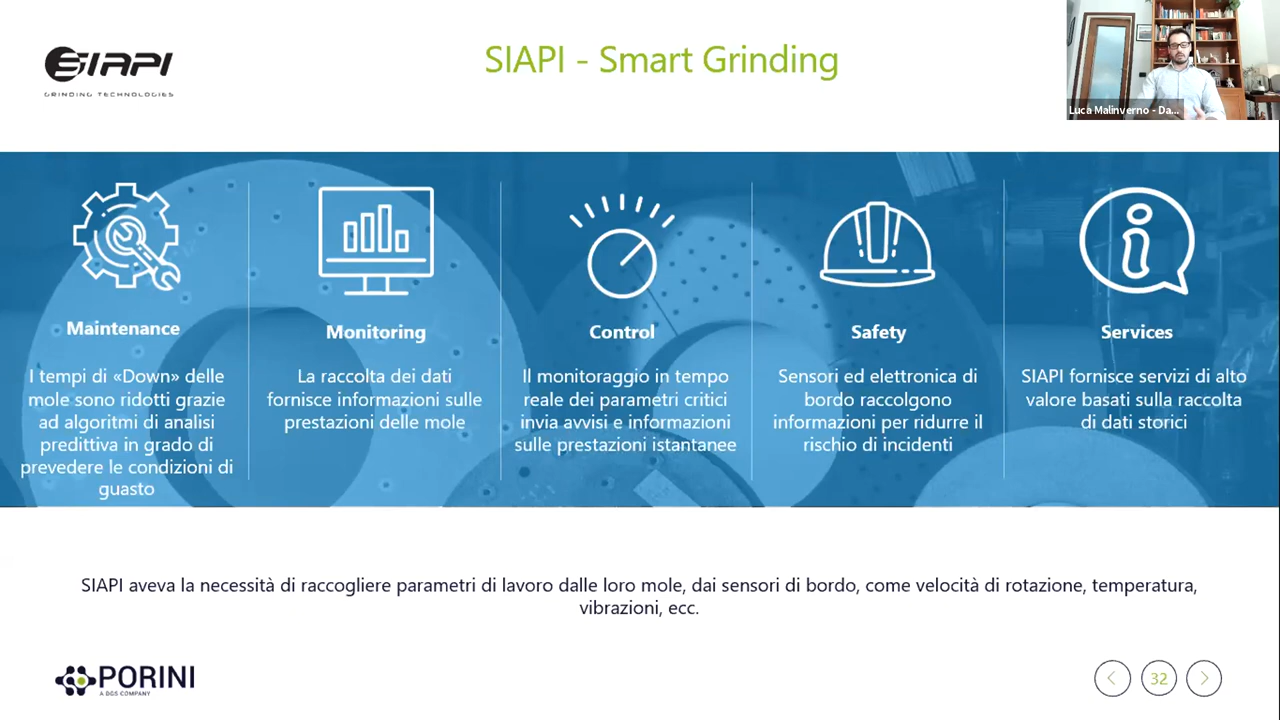 SIAPI
GRINDING TECHNOLOGIES
SIAPI - Smart Grinding
Luca Malinverno - Da...
Maintenance
I tempi di «Down» delle
mole sono ridotti grazie
ad algoritmi di analisi
predittiva in grado di
prevedere le condizioni di
guasto
Monitoring
La raccolta dei dati
fornisce informazioni sulle
prestazioni delle mole
Control
Il monitoraggio in tempo
reale dei parametri critici
invia avvisi e informazioni
sulle prestazioni istantanee
Safety
Sensori ed elettronica di
bordo raccolgono
informazioni per ridurre il
rischio di incidenti
Services
SIAPI fornisce servizi di alto
valore basati sulla raccolta
di dati storici
SIAPI aveva la necessità di raccogliere parametri di lavoro dalle loro mole, dai sensori di bordo, come velocità di rotazione, temperatura,
vibrazioni, ecc.
PORINI
A DGS COMPANY
32